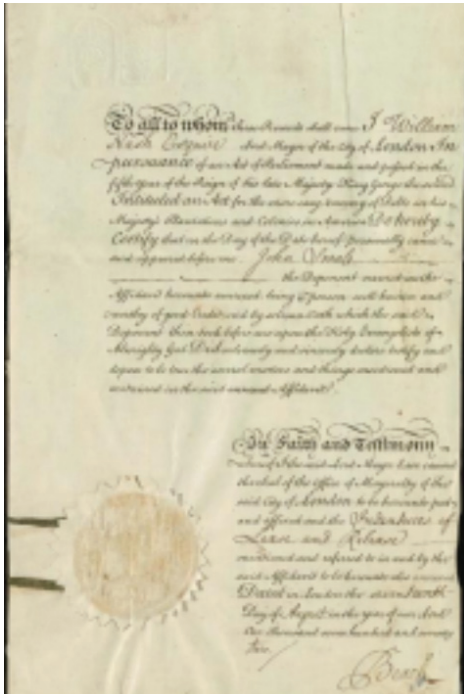 To all to whom these Presents shall come I William
Nash Esquire Lord Mayor of the City of London In
pursuance of an Act of Parliament made and passed in the
fifth year of the Reign of his late Majesty King George the second
Intituled an Act for the more easy recovery of Debts in his
Majesty's Plantations and Colonies in America Do hereby
Certify that on the Day of the Date hereof personally came
and appeared before me John
the Deponent named in the
Affidavit hereunto annexed being a person well known and
worthy of good Credit and by solemn Oath which the said
Deponent then took before me upon the Holy Evangelists of
Almighty God Did solemnly and sincerely declare testify and
depose to be true the several matters and things mentioned and
contained in the said annexed Affidavit
In Faith and Testimony
whereof I the said Lord Mayor have caused
the Seal of the Office of Mayoralty of the
said City of London to be hereunto put
and affixed and the Indentures of
Lease and Release
mentioned and referred to in and by the
said Affidavit to be hereunto also annexed
Dated in London the
Day of August in the year of our Lord
One thousand seven hundred and seventy
two
Beach